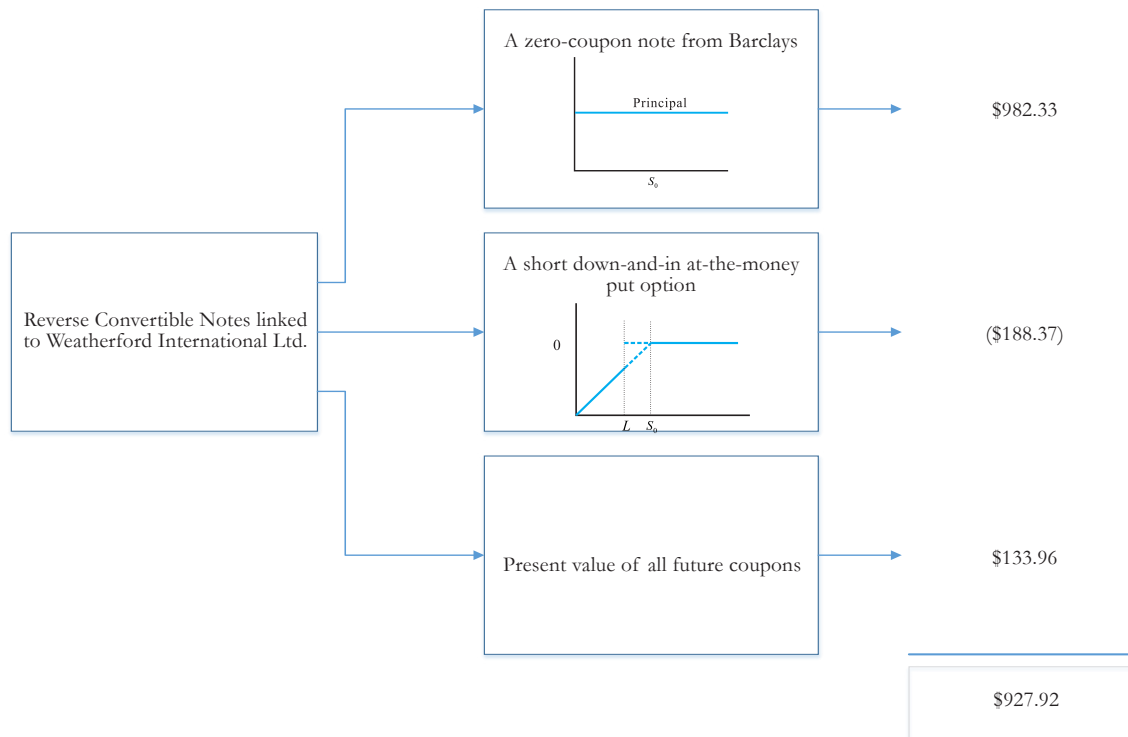 A zero-coupon note from Barclays
Principal
S₀
$982.33
Reverse Convertible Notes linked
to Weatherford International Ltd.
A short down-and-in at-the-money
put option
0
L S₀
($188.37)
Present value of all future coupons
$133.96
$927.92